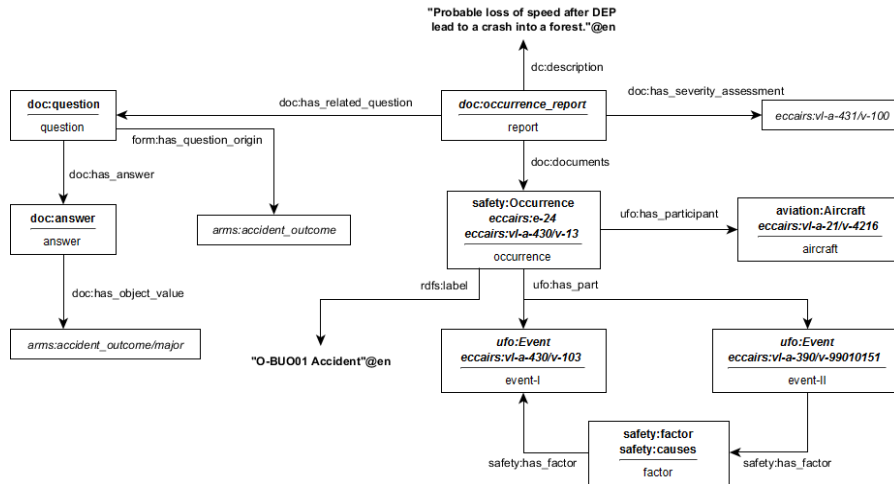 "Probable loss of speed after DEP
lead to a crash into a forest."@en
dc:description
doc:question
question
doc:has_related_question
doc:occurrence_report
report
doc:has_severity_assessment
eccairs:vl-a-431/v-100
form:has_question_origin
doc:documents
doc:has_answer
doc:answer
answer
arms:accident_outcome
safety:Occurrence
eccairs:e-24
eccairs:vl-a-430/v-13
occurrence
ufo:has_participant
aviation:Aircraft
eccairs:vl-a-21/v-4216
aircraft
doc:has_object_value
rdfs:label
ufo:has_part
arms:accident_outcome/major
"O-BUO01 Accident"@en
ufo:Event
eccairs:vl-a-430/v-103
event-I
ufo:Event
eccairs:vl-a-390/v-99010151
event-II
safety:has_factor
safety:factor
safety:causes
factor
safety:has_factor